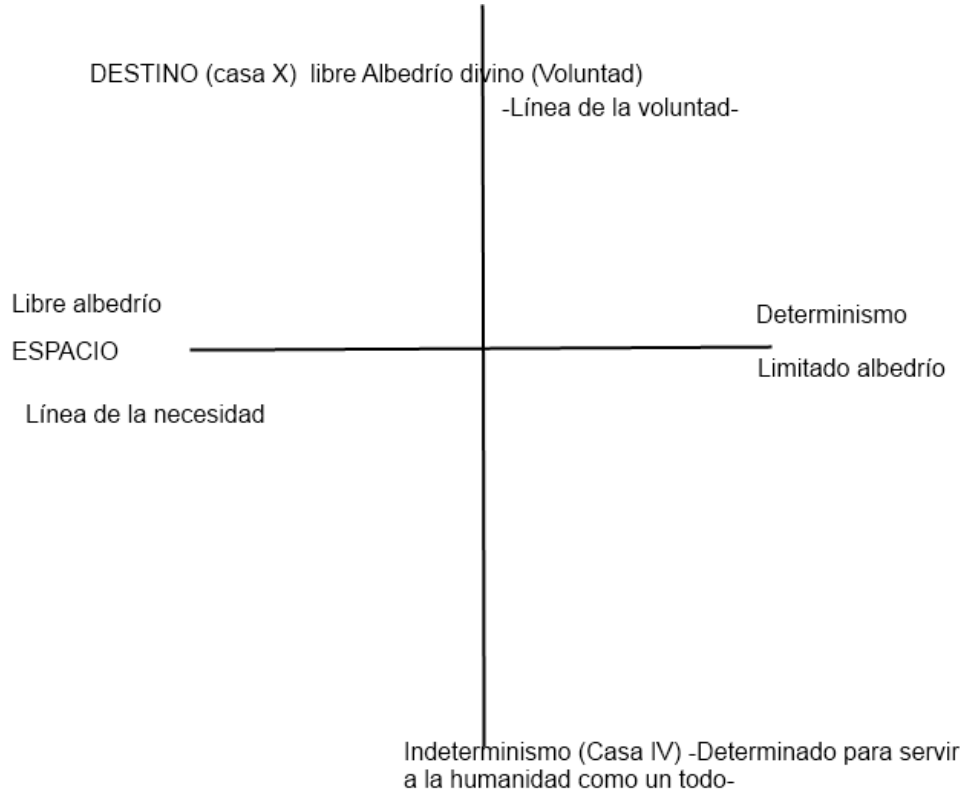 DESTINO (casa X)  libre Albedrío divino (Voluntad)
-Línea de la voluntad-
Libre albedrío
Determinismo
ESPACIO
Limitado albedrío
Línea de la necesidad
Indeterminismo (Casa IV) -Determinado para servir
a la humanidad como un todo-